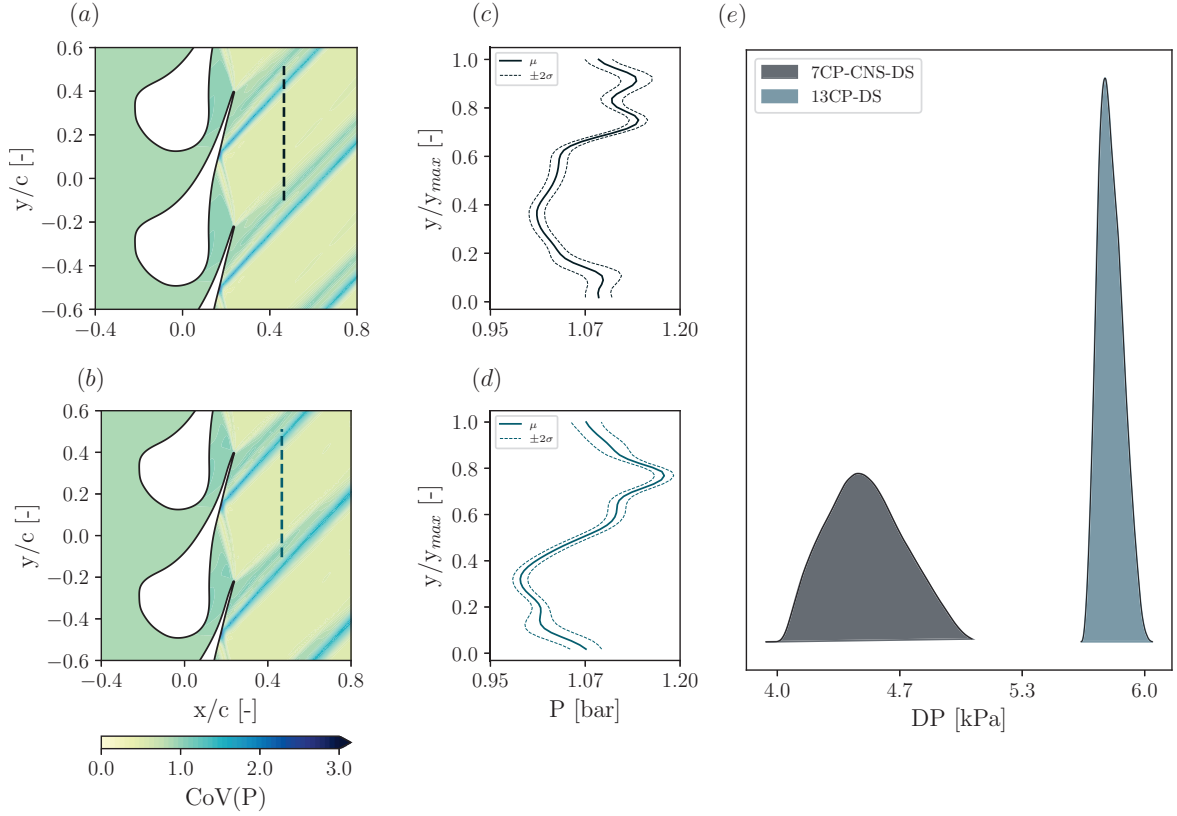 (a)
0.6
0.4
0.2
0.0
−0.2
−0.4
−0.6
y/c [-]
−0.4 0.0 0.4 0.8
(c)
μ
±2σ
1.0
0.8
0.6
0.4
0.2
0.0
y/y_max [-]
0.95 1.07 1.20
(e)
7CP-CNS-DS
13CP-DS
4.0 4.7 5.3 6.0
DP [kPa]
(b)
0.6
0.4
0.2
0.0
−0.2
−0.4
−0.6
y/c [-]
−0.4 0.0 0.4 0.8
x/c [-]
(d)
μ
±2σ
1.0
0.8
0.6
0.4
0.2
0.0
y/y_max [-]
0.95 1.07 1.20
P [bar]
0.0 1.0 2.0 3.0
CoV(P)